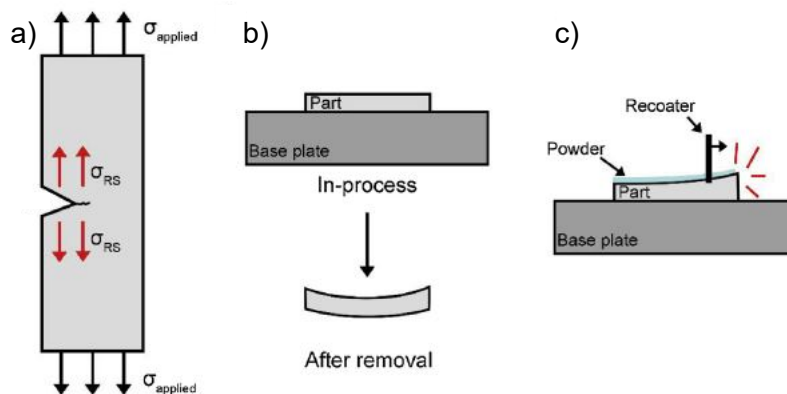 a)
σapplied
σRS
σRS
σapplied
b)
Part
Base plate
In-process
After removal
c)
Recoater
Powder
Part
Base plate